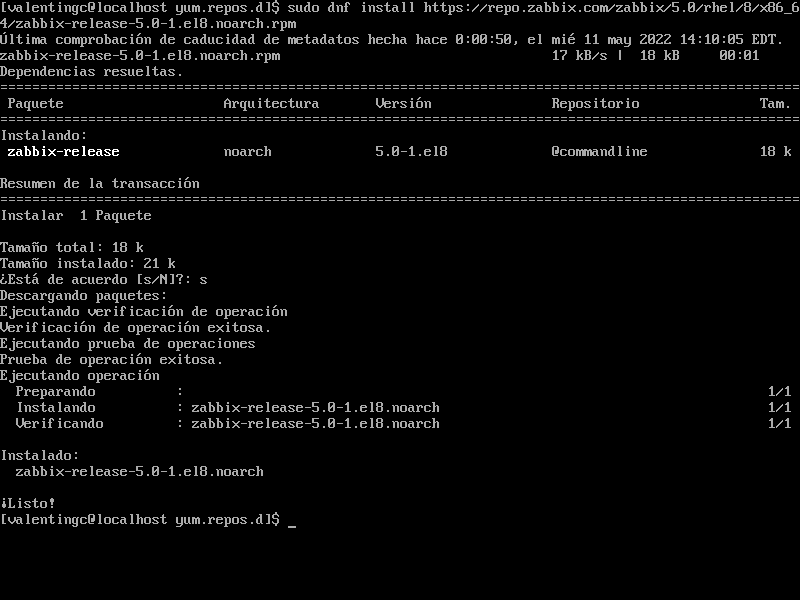 [valentingc@localhost yum.repos.d]$ sudo dnf install https://repo.zabbix.com/zabbix/5.0/rhel/8/x86_6
4/zabbix-release-5.0-1.el8.noarch.rpm
Última comprobación de caducidad de metadatos hecha hace 0:00:50, el mié 11 may 2022 14:10:05 EDT.
zabbix-release-5.0-1.el8.noarch.rpm 17 kB/s | 18 kB 00:01
Dependencias resueltas.
====================================================================================================
Paquete Arquitectura Versión Repositorio Tam.
====================================================================================================
Instalando:
zabbix-release noarch 5.0-1.el8 @commandline 18 k

Resumen de la transacción
====================================================================================================
Instalar 1 Paquete

Tamaño total: 18 k
Tamaño instalado: 21 k
¿Está de acuerdo [s/N]?: s
Descargando paquetes:
Ejecutando verificación de operación
Verificación de operación exitosa.
Ejecutando prueba de operaciones
Prueba de operación exitosa.
Ejecutando operación
Preparando : 1/1
Instalando : zabbix-release-5.0-1.el8.noarch 1/1
Verificando : zabbix-release-5.0-1.el8.noarch 1/1

Instalado:
zabbix-release-5.0-1.el8.noarch

¡Listo!
[valentingc@localhost yum.repos.d]$ _